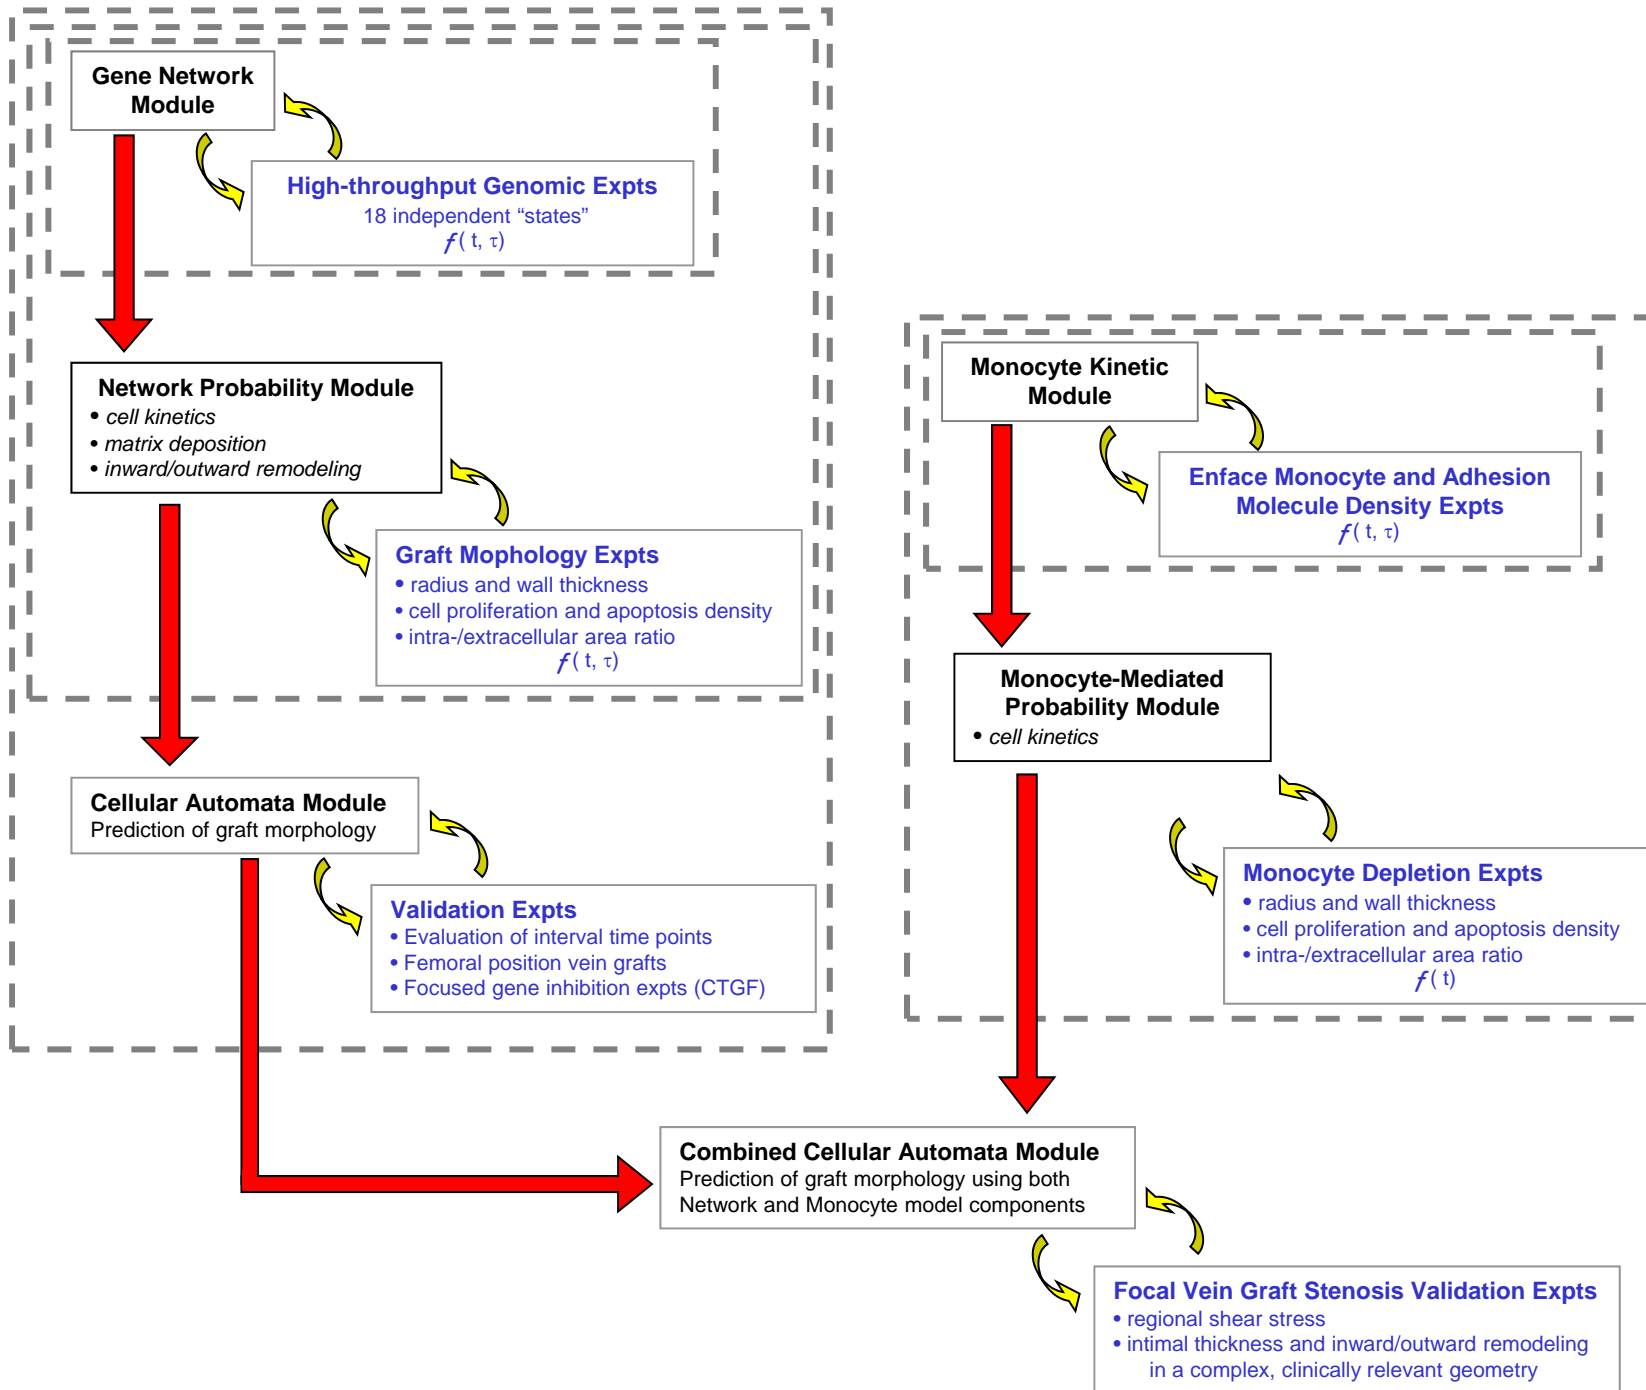 Gene Network
Module
High-throughput Genomic Expts
18 independent “states”
f( t, τ)
Network Probability Module
• cell kinetics
• matrix deposition
• inward/outward remodeling
Graft Mophology Expts
• radius and wall thickness
• cell proliferation and apoptosis density
• intra-/extracellular area ratio
f( t, τ)
Cellular Automata Module
Prediction of graft morphology
Validation Expts
• Evaluation of interval time points
• Femoral position vein grafts
• Focused gene inhibition expts (CTGF)
Monocyte Kinetic
Module
Enface Monocyte and Adhesion
Molecule Density Expts
f( t, τ)
Monocyte-Mediated
Probability Module
• cell kinetics
Monocyte Depletion Expts
• radius and wall thickness
• cell proliferation and apoptosis density
• intra-/extracellular area ratio
f( t)
Combined Cellular Automata Module
Prediction of graft morphology using both
Network and Monocyte model components
Focal Vein Graft Stenosis Validation Expts
• regional shear stress
• intimal thickness and inward/outward remodeling
in a complex, clinically relevant geometry